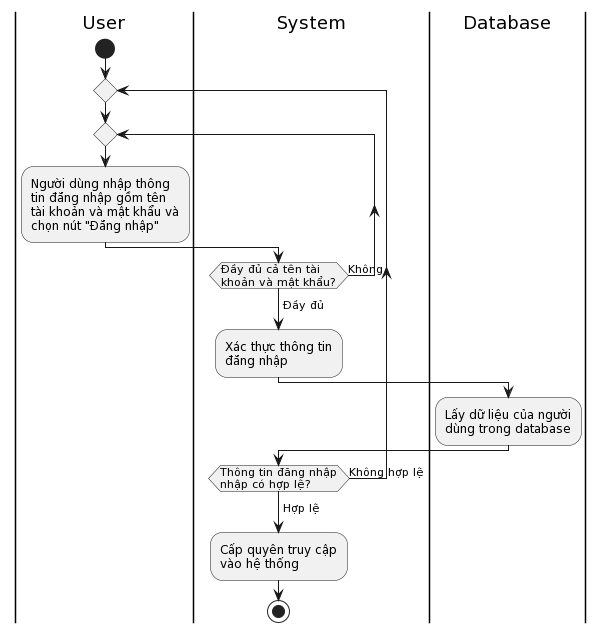 User
System
Database
Người dùng nhập thông
tin đăng nhập gồm tên
tài khoản và mật khẩu và
chọn nút "Đăng nhập"
Đầy đủ cả tên tài
khoản và mật khẩu?
Không
Đầy đủ
Xác thực thông tin
đăng nhập
Lấy dữ liệu của người
dùng trong database
Thông tin đăng nhập
nhập có hợp lệ?
Không hợp lệ
Hợp lệ
Cấp quyền truy cập
vào hệ thống